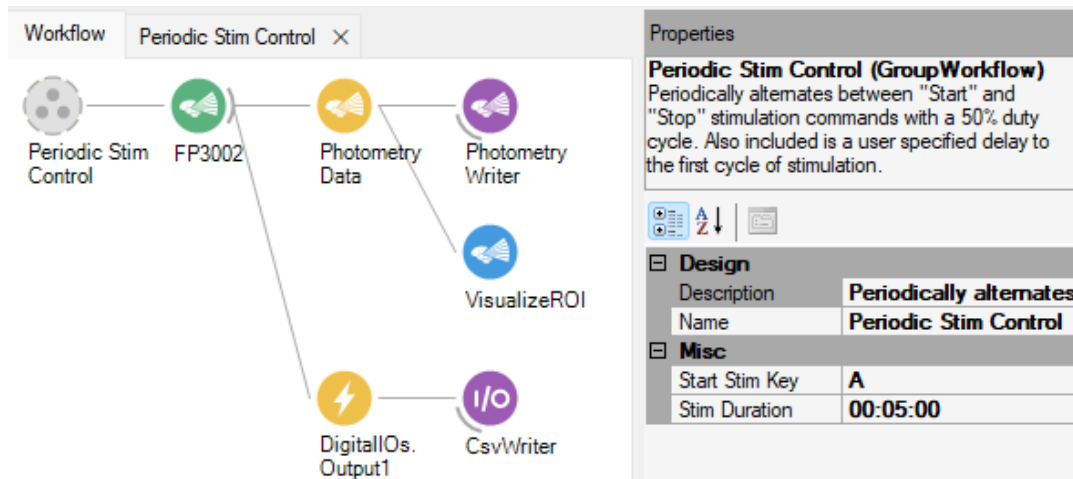 Workflow
Periodic Stim Control ×
Periodic Stim
Control
FP3002
Photometry
Data
Photometry
Writer
VisualizeROI
DigitalIOs.
Output1
I/O
CsvWriter
Properties
Periodic Stim Control (GroupWorkflow)
Periodically alternates between "Start" and
"Stop" stimulation commands with a 50% duty
cycle. Also included is a user specified delay to
the first cycle of stimulation.
A
Z
Design
Description Periodically alternates
Name Periodic Stim Control
Misc
Start Stim Key A
Stim Duration 00:05:00